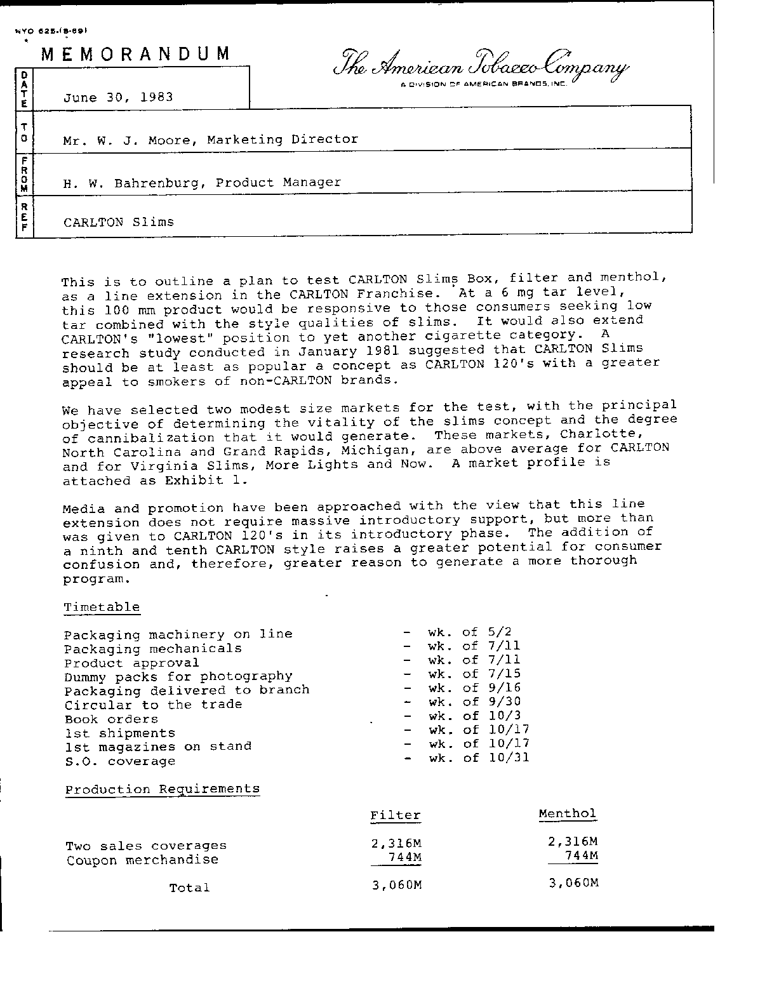 NYO 625-(8-69)
MEMORANDUM
The American Tobacco Company
A DIVISION OF AMERICAN BRANDS, INC.
DATE
June 30, 1983
TO
Mr. W. J. Moore, Marketing Director
FROM
H. W. Bahrenburg, Product Manager
REF
CARLTON Slims
This is to outline a plan to test CARLTON Slims Box, filter and menthol,
as a line extension in the CARLTON Franchise. At a 6 mg tar level,
this 100 mm product would be responsive to those consumers seeking low
tar combined with the style qualities of slims. It would also extend
CARLTON's "lowest" position to yet another cigarette category. A
research study conducted in January 1981 suggested that CARLTON Slims
should be at least as popular a concept as CARLTON 120's with a greater
appeal to smokers of non-CARLTON brands.
We have selected two modest size markets for the test, with the principal
objective of determining the vitality of the slims concept and the degree
of cannibalization that it would generate. These markets, Charlotte,
North Carolina and Grand Rapids, Michigan, are above average for CARLTON
and for Virginia Slims, More Lights and Now. A market profile is
attached as Exhibit 1.
Media and promotion have been approached with the view that this line
extension does not require massive introductory support, but more than
was given to CARLTON 120's in its introductory phase. The addition of
a ninth and tenth CARLTON style raises a greater potential for consumer
confusion and, therefore, greater reason to generate a more thorough
program.
Timetable
Packaging machinery on line - wk. of 5/2
Packaging mechanicals - wk. of 7/11
Product approval - wk. of 7/11
Dummy packs for photography - wk. of 7/15
Packaging delivered to branch - wk. of 9/16
Circular to the trade - wk. of 9/30
Book orders - wk. of 10/3
1st shipments - wk. of 10/17
1st magazines on stand - wk. of 10/17
S.O. coverage - wk. of 10/31
Production Requirements
Filter Menthol
Two sales coverages 2,316M 2,316M
Coupon merchandise 744M 744M
Total 3,060M 3,060M